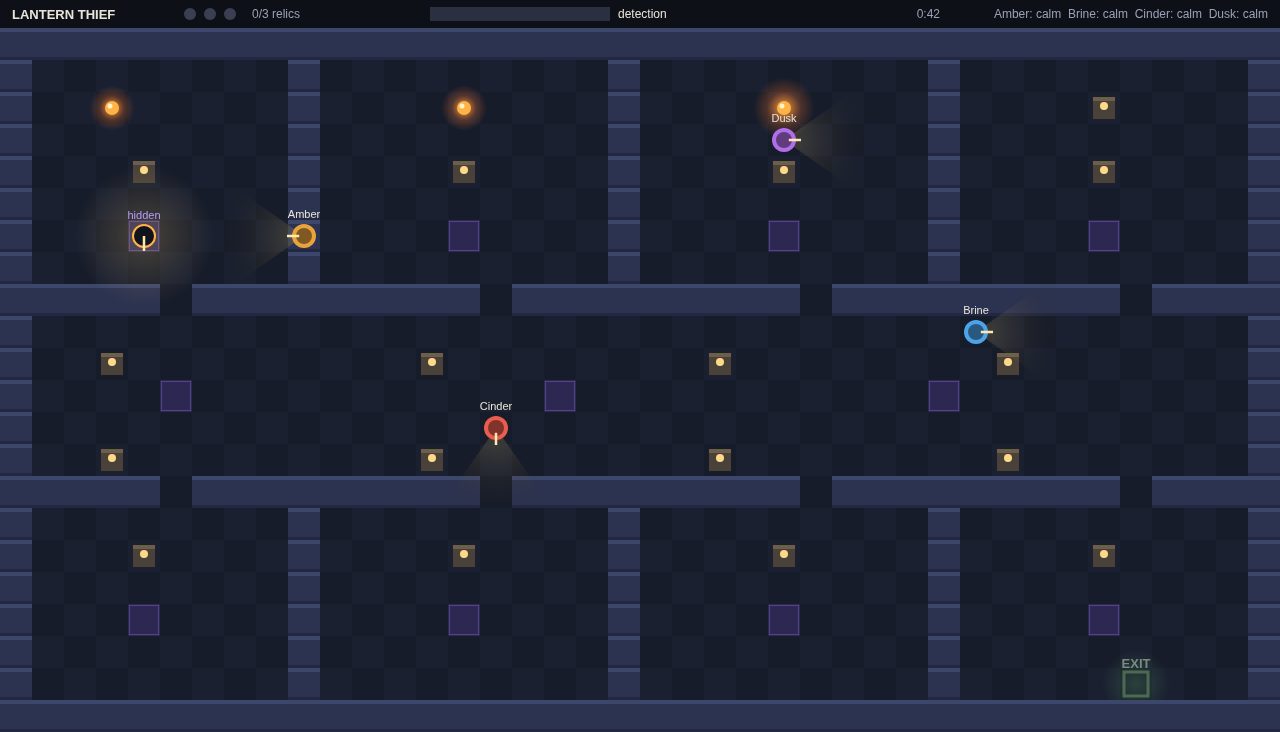 LANTERN THIEF 0/3 relics detection 0:42 Amber: calm Brine: calm Cinder: calm Dusk: calm
Dusk
hidden
Amber
Brine
Cinder
EXIT